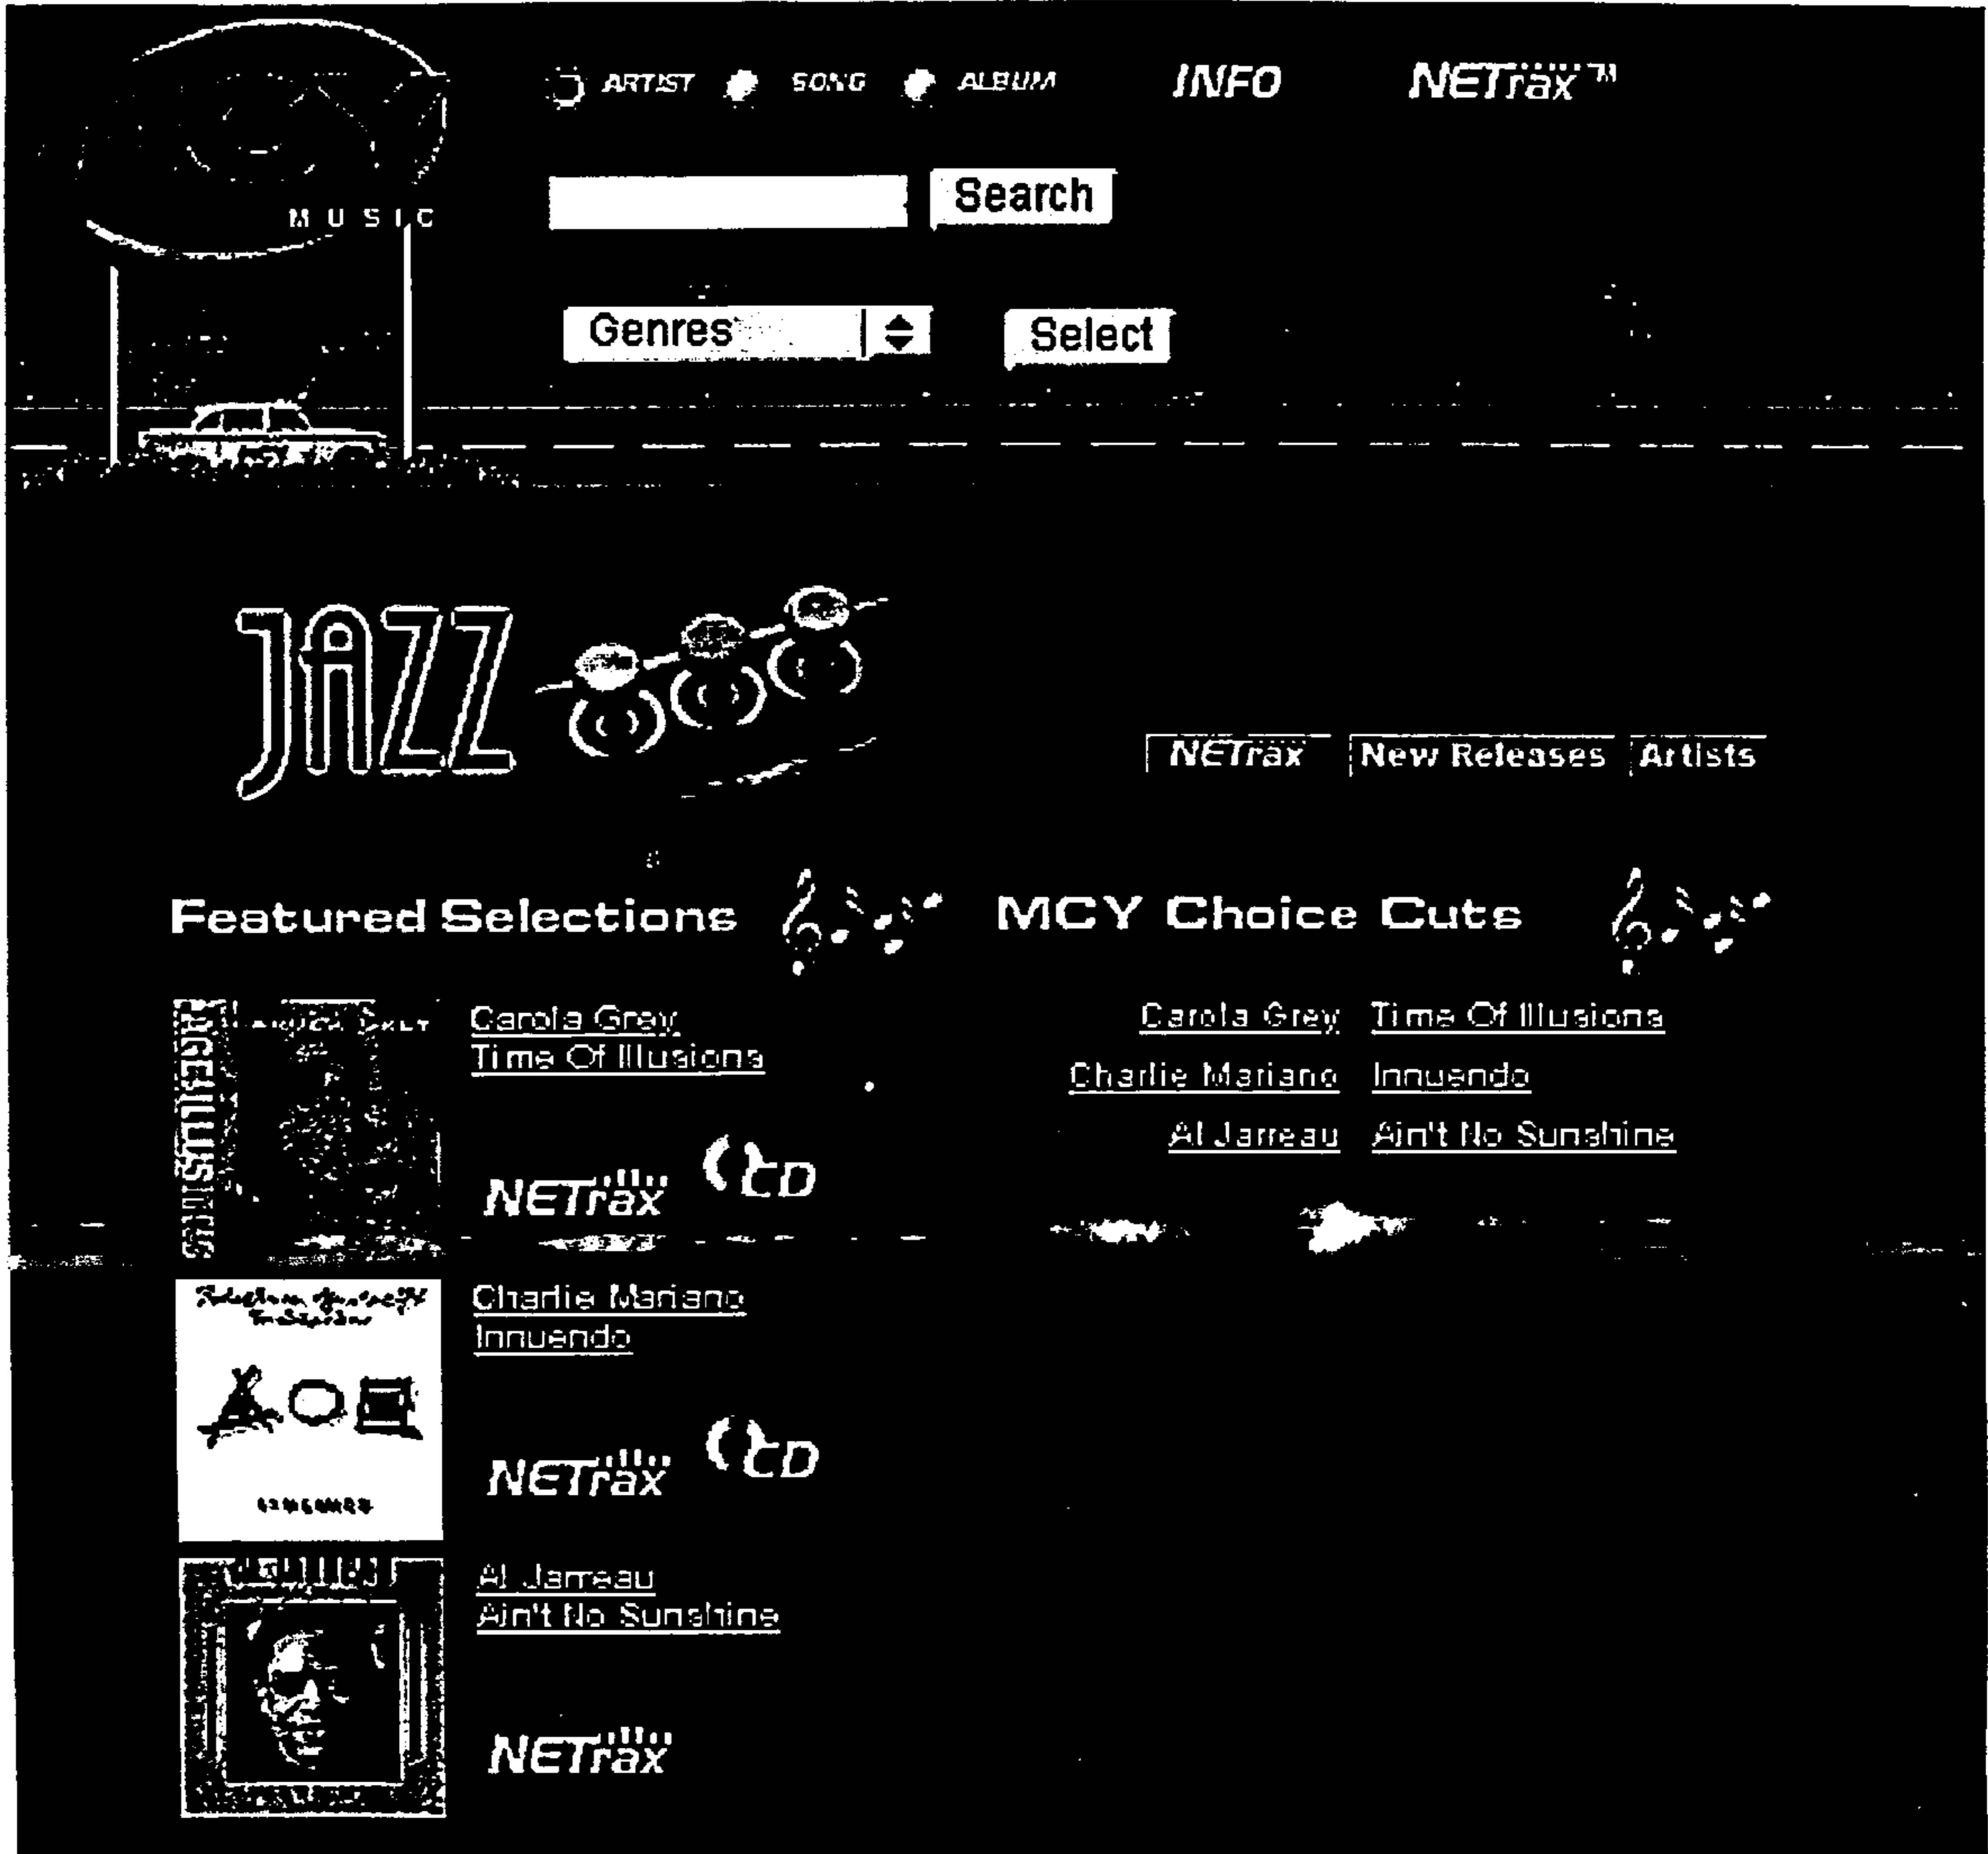 ARTIST SONG ALBUM INFO NETrax™
MUSIC
Search
Genres Select
JAZZ
NETrax New Releases Artists
Featured Selections MCY Choice Cuts
Carola Grey
Time Of Illusions
NETrax CD
Carola Grey Time Of Illusions
Charlie Mariano Innuendo
Al Jarreau Ain't No Sunshine
Charlie Mariano
Innuendo
NETrax CD
Al Jarreau
Ain't No Sunshine
NETrax